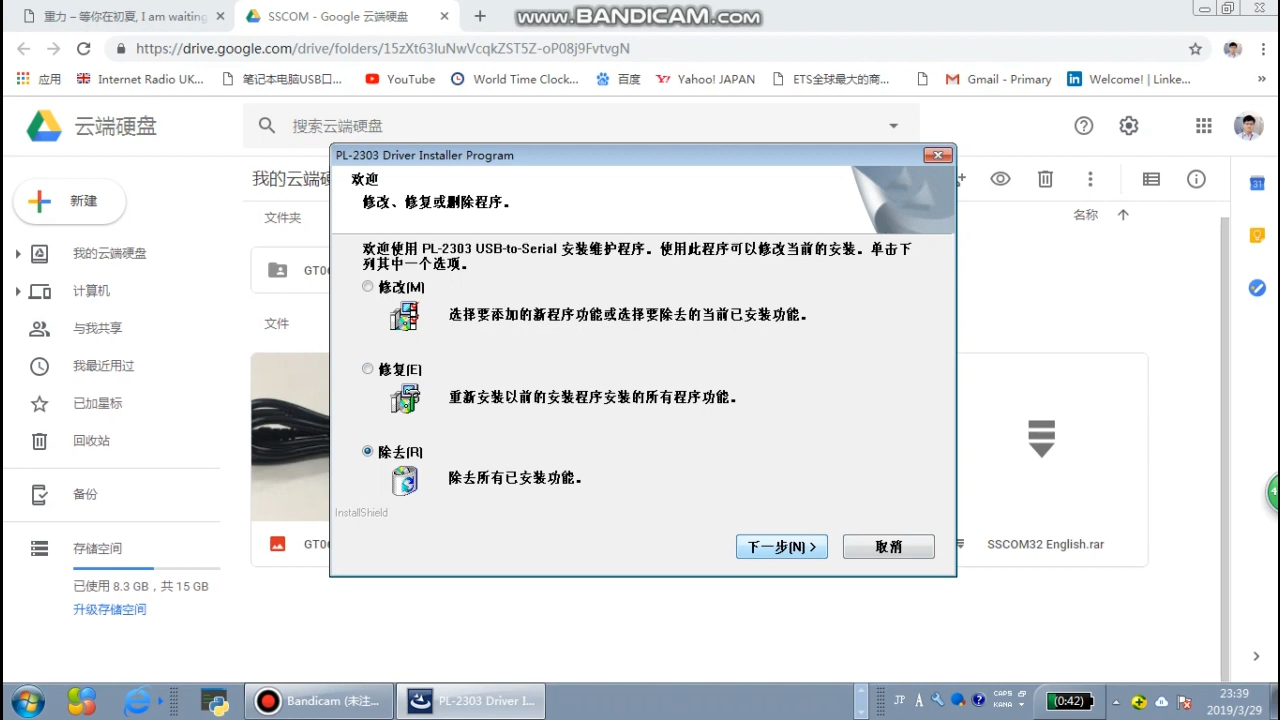 重力 – 等你在初夏, I am waiting
SSCOM - Google 云端硬盘
www.BANDICAM.com
https://drive.google.com/drive/folders/15zXt63luNwVcqkZST5Z-oP08j9FvtvgN
应用
Internet Radio UK...
笔记本电脑USB口...
YouTube
World Time Clock...
百度
Yahoo! JAPAN
ETS全球最大的商...
Gmail - Primary
Welcome! | Linke...
»
云端硬盘
搜索云端硬盘
新建
我的云端硬盘
计算机
与我共享
我最近用过
已加星标
回收站
备份
存储空间
已使用 8.3 GB，共 15 GB
升级存储空间
我的云端硬
文件夹
名称
GT0
文件
GT0
SSCOM32 English.rar
31
PL-2303 Driver Installer Program
欢迎
修改、修复或删除程序。
欢迎使用 PL-2303 USB-to-Serial 安装维护程序。使用此程序可以修改当前的安装。单击下
列其中一个选项。
修改(M)
选择要添加的新程序功能或选择要除去的当前已安装功能。
修复(E)
重新安装以前的安装程序安装的所有程序功能。
除去(R)
除去所有已安装功能。
InstallShield
下一步(N) >
取消
Bandicam (未注...
PL-2303 Driver I...
JP
A
CAPS
KANA
(0:42)
23:39
2019/3/29